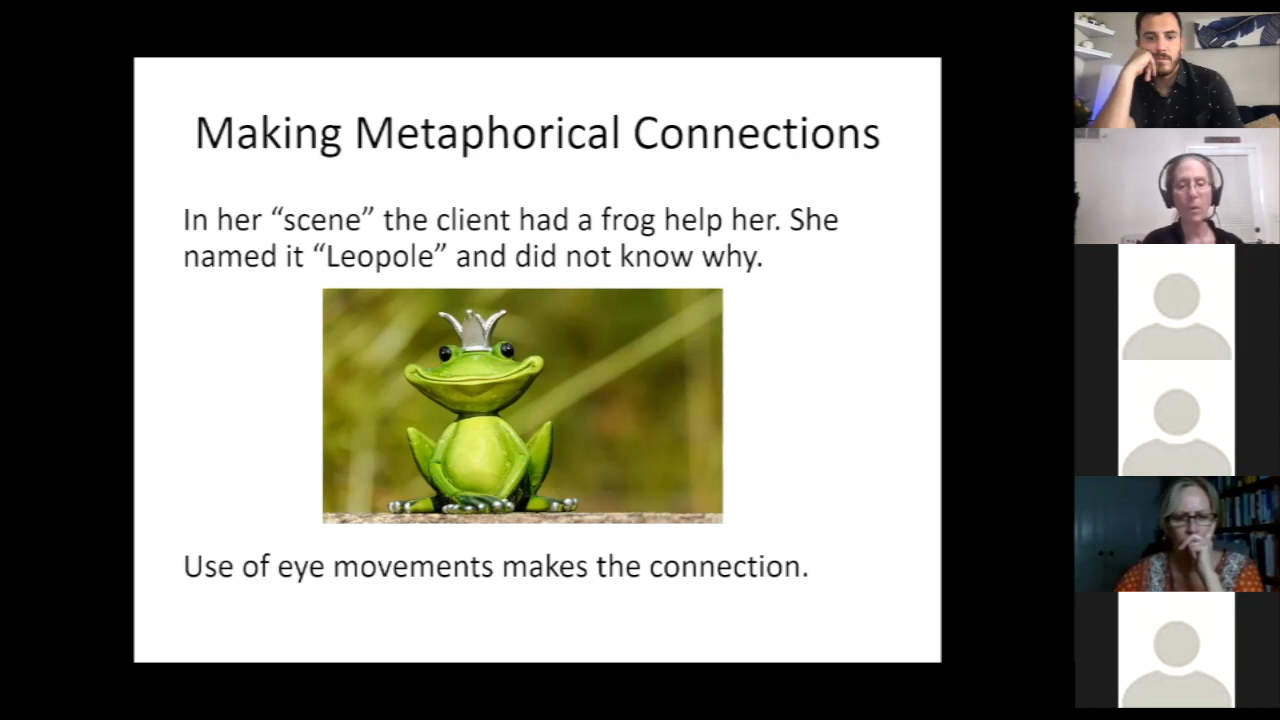 Making Metaphorical Connections
In her “scene” the client had a frog help her. She
named it “Leopole” and did not know why.
Use of eye movements makes the connection.